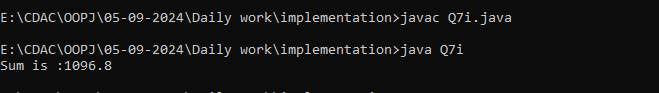 E:\CDAC\OOPJ\05-09-2024\Daily work\implementation>javac Q7i.java
E:\CDAC\OOPJ\05-09-2024\Daily work\implementation>java Q7i
Sum is :1096.8